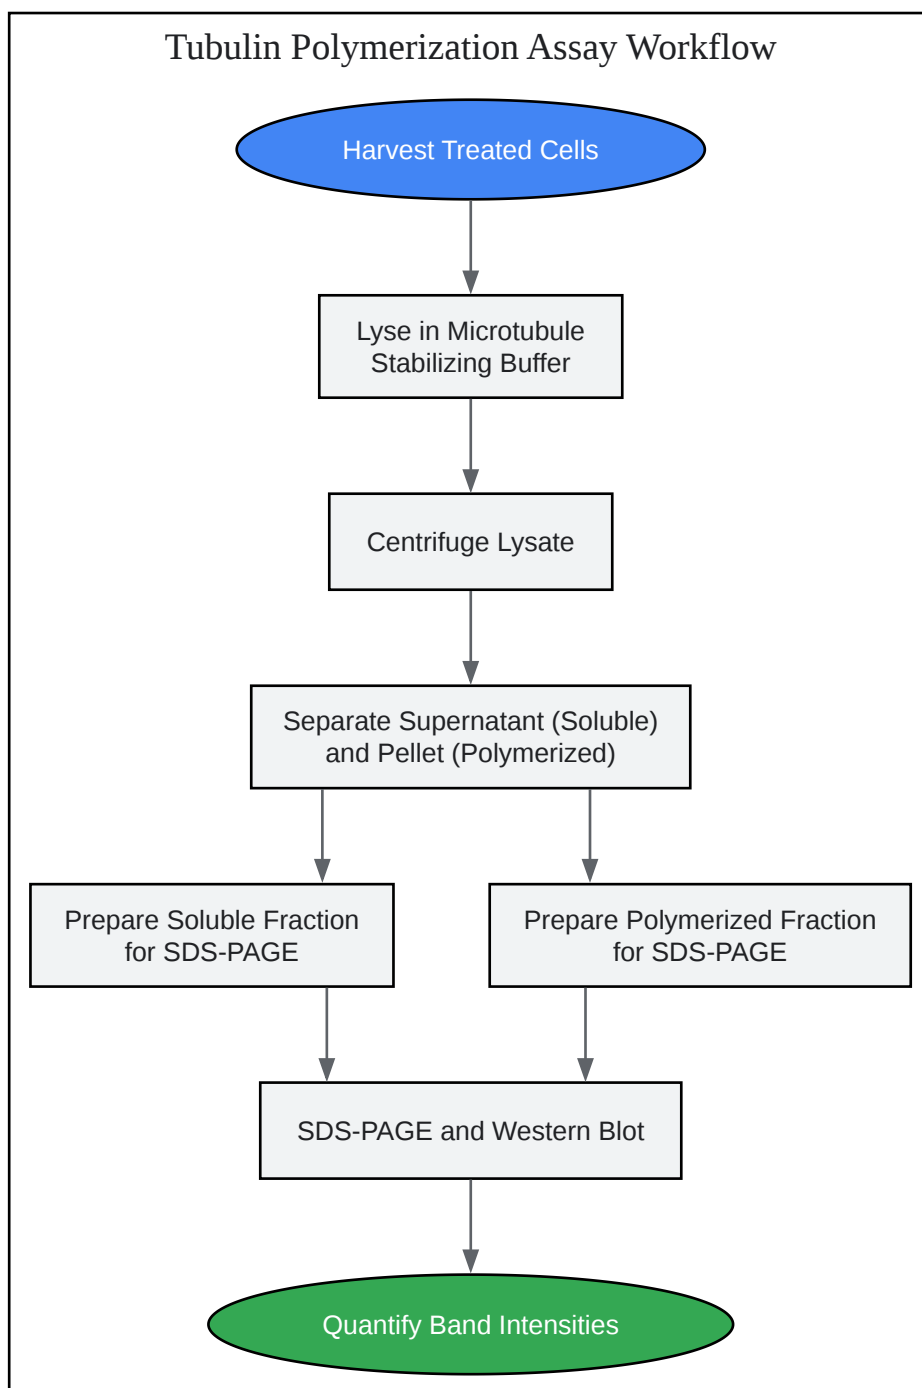 Tubulin Polymerization Assay Workflow
Harvest Treated Cells
Lyse in Microtubule
Stabilizing Buffer
Centrifuge Lysate
Separate Supernatant (Soluble)
and Pellet (Polymerized)
Prepare Soluble Fraction
for SDS-PAGE
Prepare Polymerized Fraction
for SDS-PAGE
SDS-PAGE and Western Blot
Quantify Band Intensities